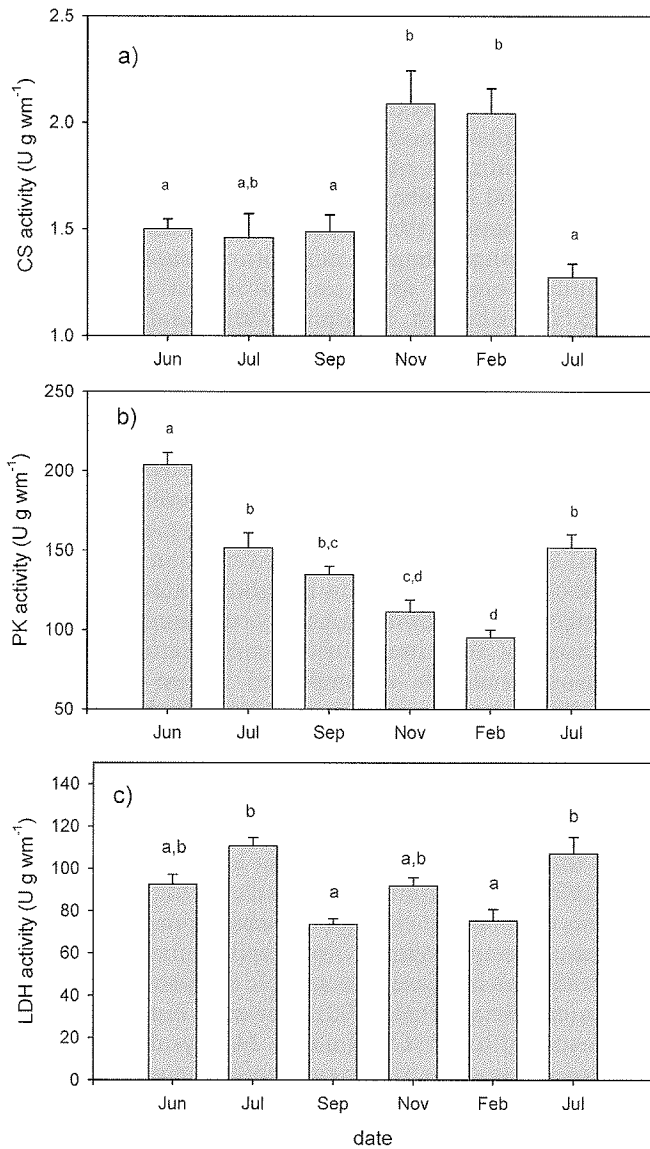 a)
CS activity (U g wm⁻¹)
2.5
2.0
1.5
1.0
a
a,b
a
b
b
a
Jun Jul Sep Nov Feb Jul
b)
PK activity (U g wm⁻¹)
250
200
150
100
50
a
b
b,c
c,d
d
b
Jun Jul Sep Nov Feb Jul
c)
LDH activity (U g wm⁻¹)
140
120
100
80
60
40
20
0
a,b
b
a
a,b
a
b
Jun Jul Sep Nov Feb Jul
date